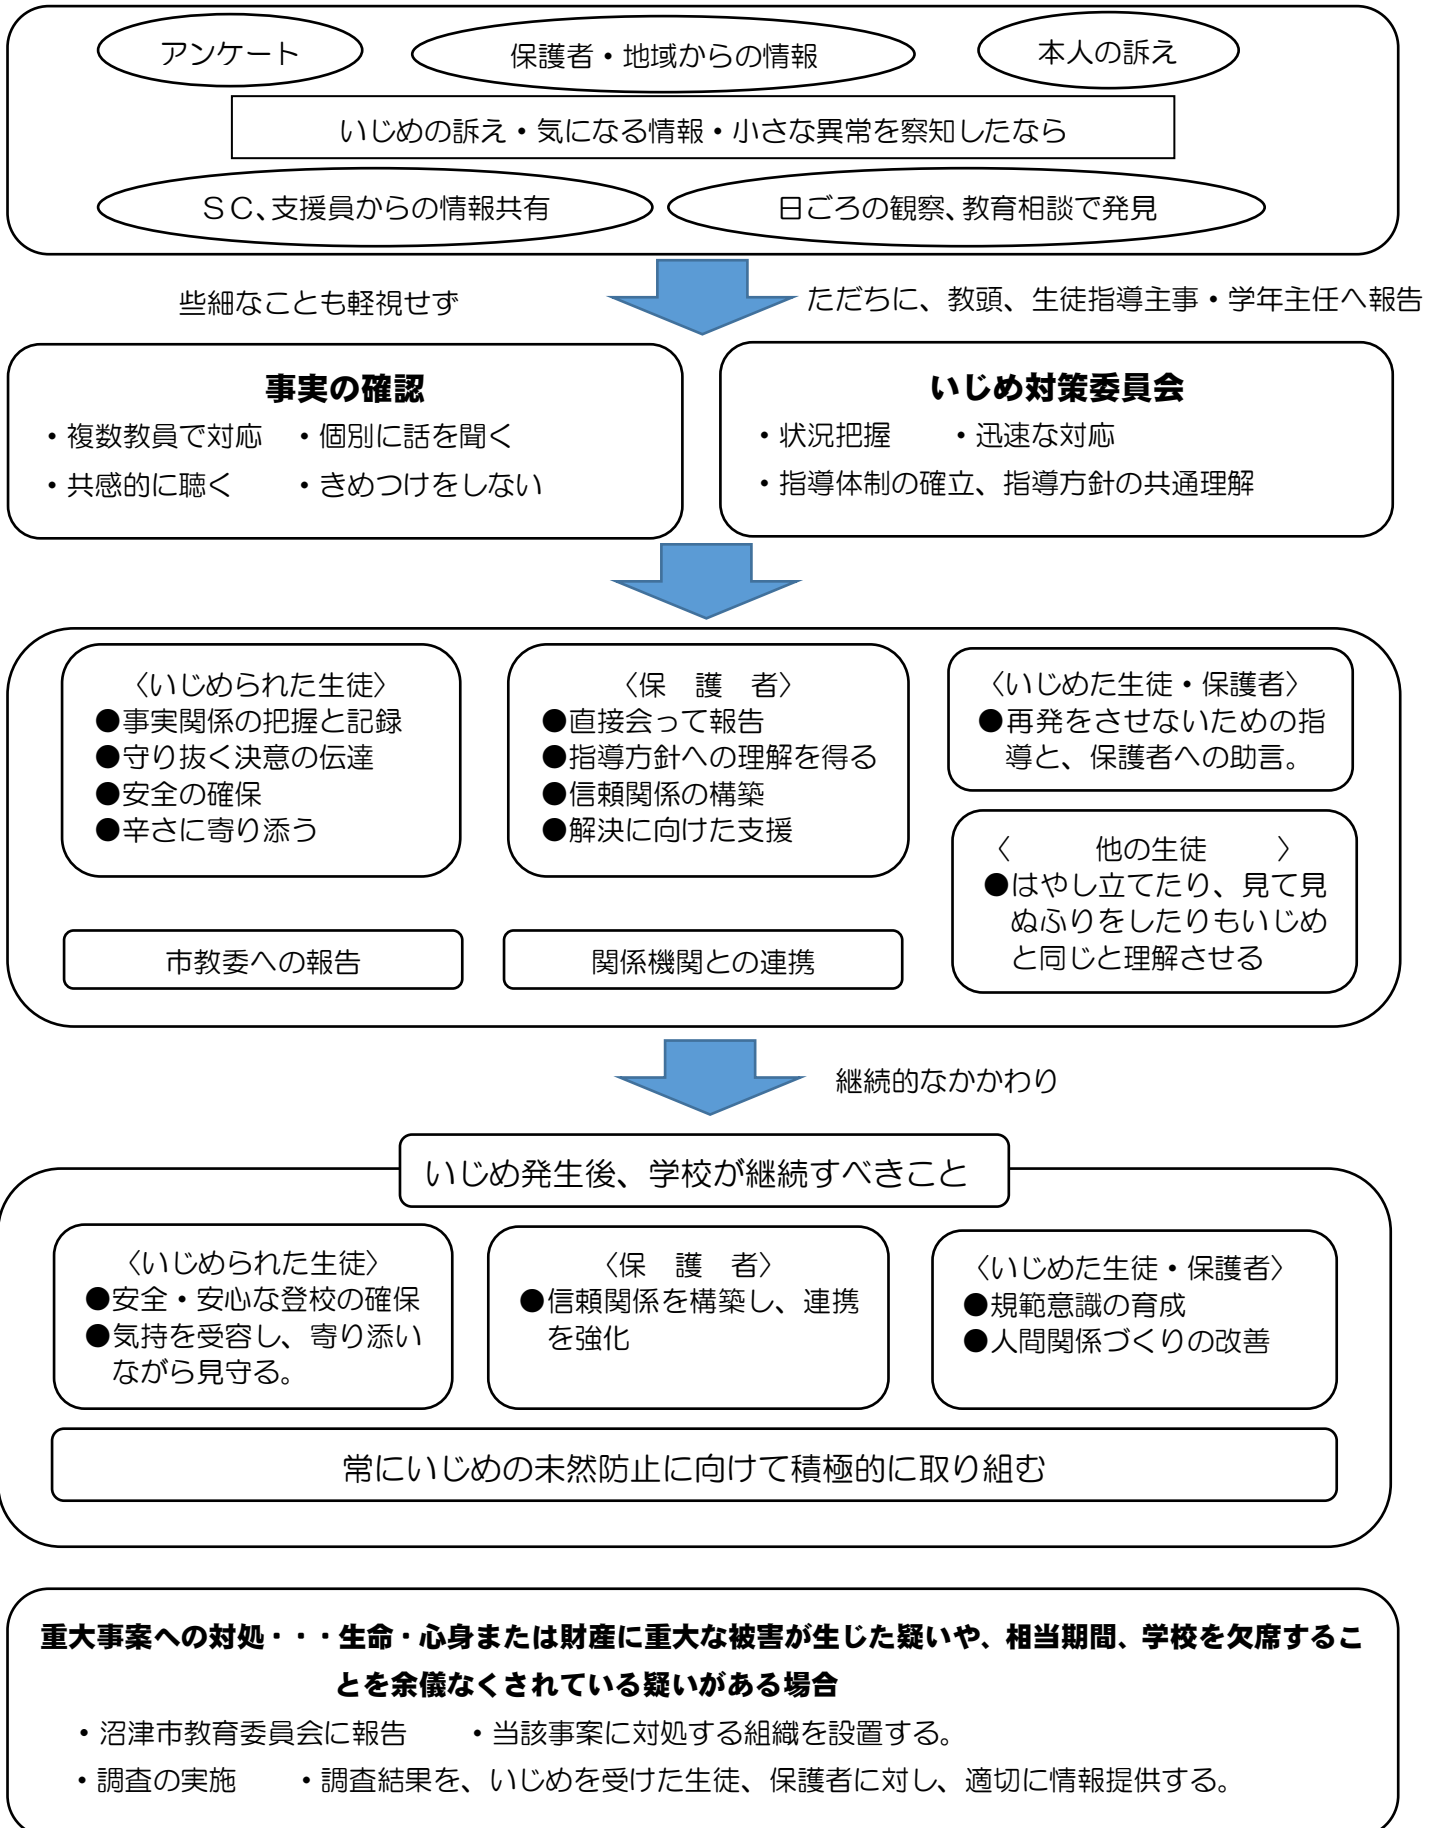 アンケート
保護者・地域からの情報
本人の訴え
いじめの訴え・気になる情報・小さな異常を察知したなら
ＳＣ、支援員からの情報共有
日ごろの観察、教育相談で発見
些細なことも軽視せず
ただちに、教頭、生徒指導主事・学年主任へ報告
事実の確認
・複数教員で対応　・個別に話を聞く
・共感的に聴く　　・きめつけをしない
いじめ対策委員会
・状況把握　　・迅速な対応
・指導体制の確立、指導方針の共通理解
〈いじめられた生徒〉
●事実関係の把握と記録
●守り抜く決意の伝達
●安全の確保
●辛さに寄り添う
〈保　護　者〉
●直接会って報告
●指導方針への理解を得る
●信頼関係の構築
●解決に向けた支援
〈いじめた生徒・保護者〉
●再発をさせないための指
導と、保護者への助言。
〈　　　他の生徒　　　〉
●はやし立てたり、見て見
ぬふりをしたりもいじめ
と同じと理解させる
市教委への報告
関係機関との連携
継続的なかかわり
いじめ発生後、学校が継続すべきこと
〈いじめられた生徒〉
●安全・安心な登校の確保
●気持を受容し、寄り添い
ながら見守る。
〈保　護　者〉
●信頼関係を構築し、連携
を強化
〈いじめた生徒・保護者〉
●規範意識の育成
●人間関係づくりの改善
常にいじめの未然防止に向けて積極的に取り組む
重大事案への対処・・・生命・心身または財産に重大な被害が生じた疑いや、相当期間、学校を欠席するこ
とを余儀なくされている疑いがある場合
・沼津市教育委員会に報告　　・当該事案に対処する組織を設置する。
・調査の実施　　・調査結果を、いじめを受けた生徒、保護者に対し、適切に情報提供する。